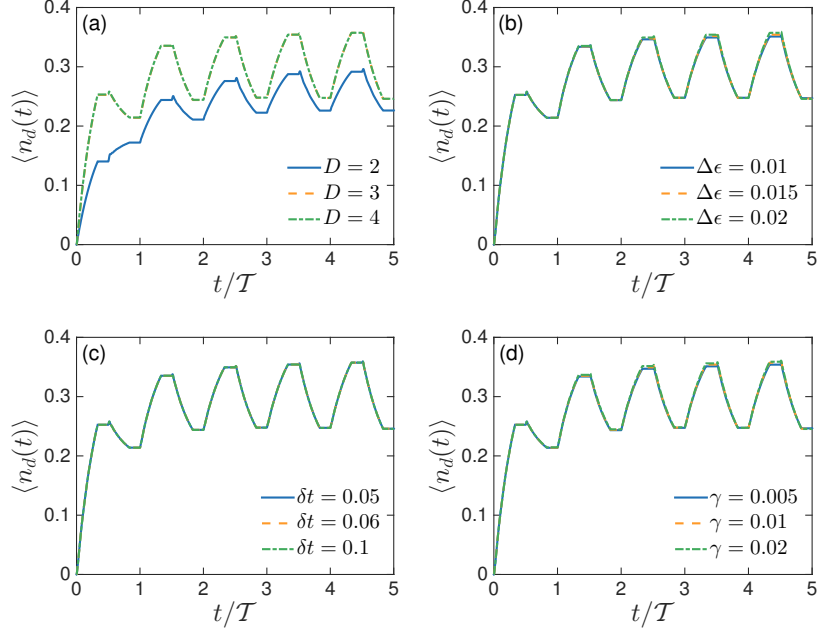 (a)
0.4
0.3
0.2
0.1
0
⟨n_d(t)⟩
D = 2
D = 3
D = 4
0 1 2 3 4 5
t/𝒯
(b)
0.4
0.3
0.2
0.1
0
⟨n_d(t)⟩
Δϵ = 0.01
Δϵ = 0.015
Δϵ = 0.02
0 1 2 3 4 5
t/𝒯
(c)
0.4
0.3
0.2
0.1
0
⟨n_d(t)⟩
δt = 0.05
δt = 0.06
δt = 0.1
0 1 2 3 4 5
t/𝒯
(d)
0.4
0.3
0.2
0.1
0
⟨n_d(t)⟩
γ = 0.005
γ = 0.01
γ = 0.02
0 1 2 3 4 5
t/𝒯